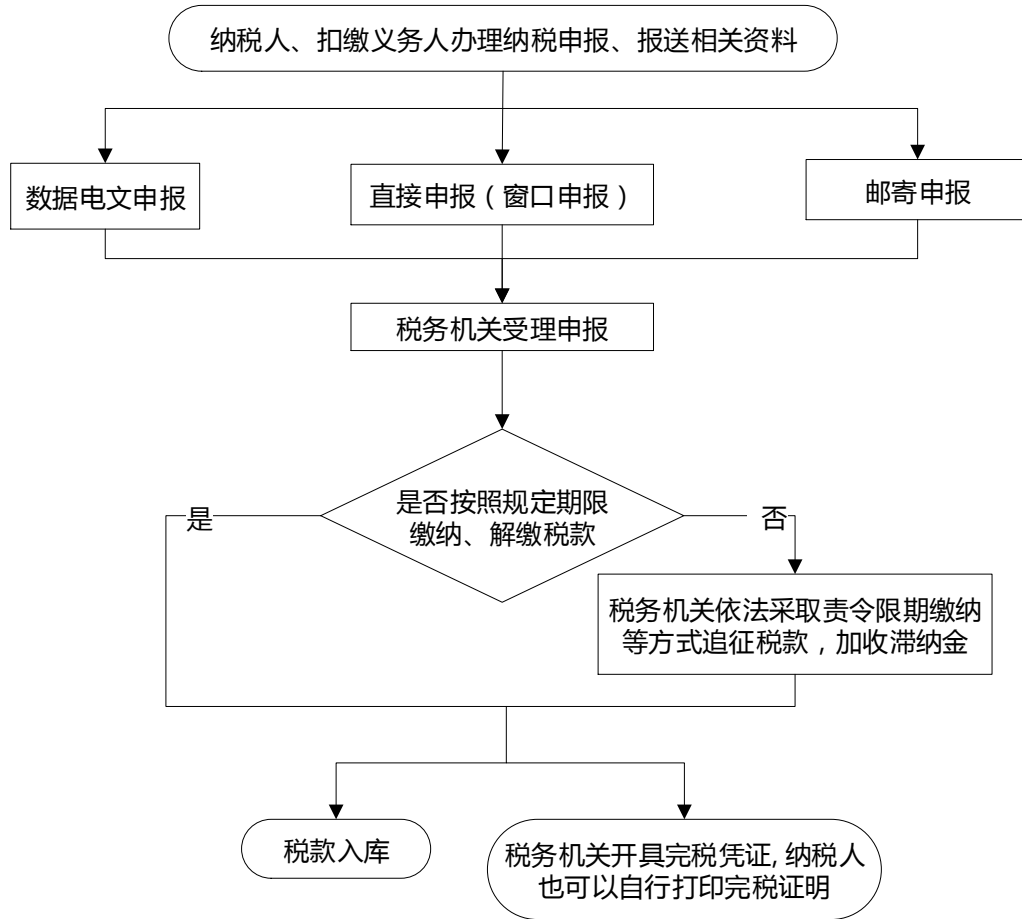 纳税人、扣缴义务人办理纳税申报、报送相关资料
数据电文申报
直接申报（窗口申报）
邮寄申报
税务机关受理申报
是否按照规定期限
缴纳、解缴税款
是
否
税务机关依法采取责令限期缴纳
等方式追征税款，加收滞纳金
税款入库
税务机关开具完税凭证,纳税人
也可以自行打印完税证明